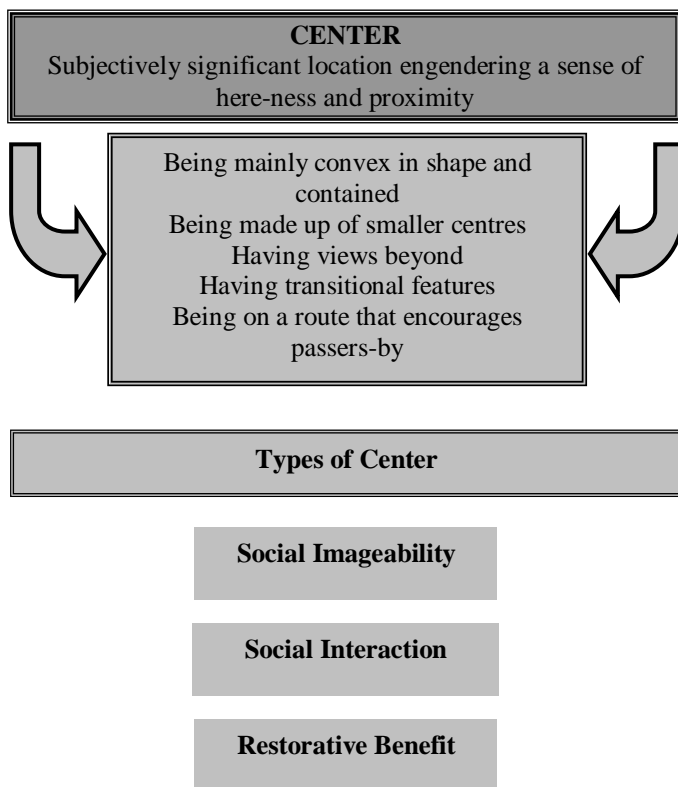 CENTER
Subjectively significant location engendering a sense of
here-ness and proximity
Being mainly convex in shape and
contained
Being made up of smaller centres
Having views beyond
Having transitional features
Being on a route that encourages
passers-by
Types of Center
Social Imageability
Social Interaction
Restorative Benefit